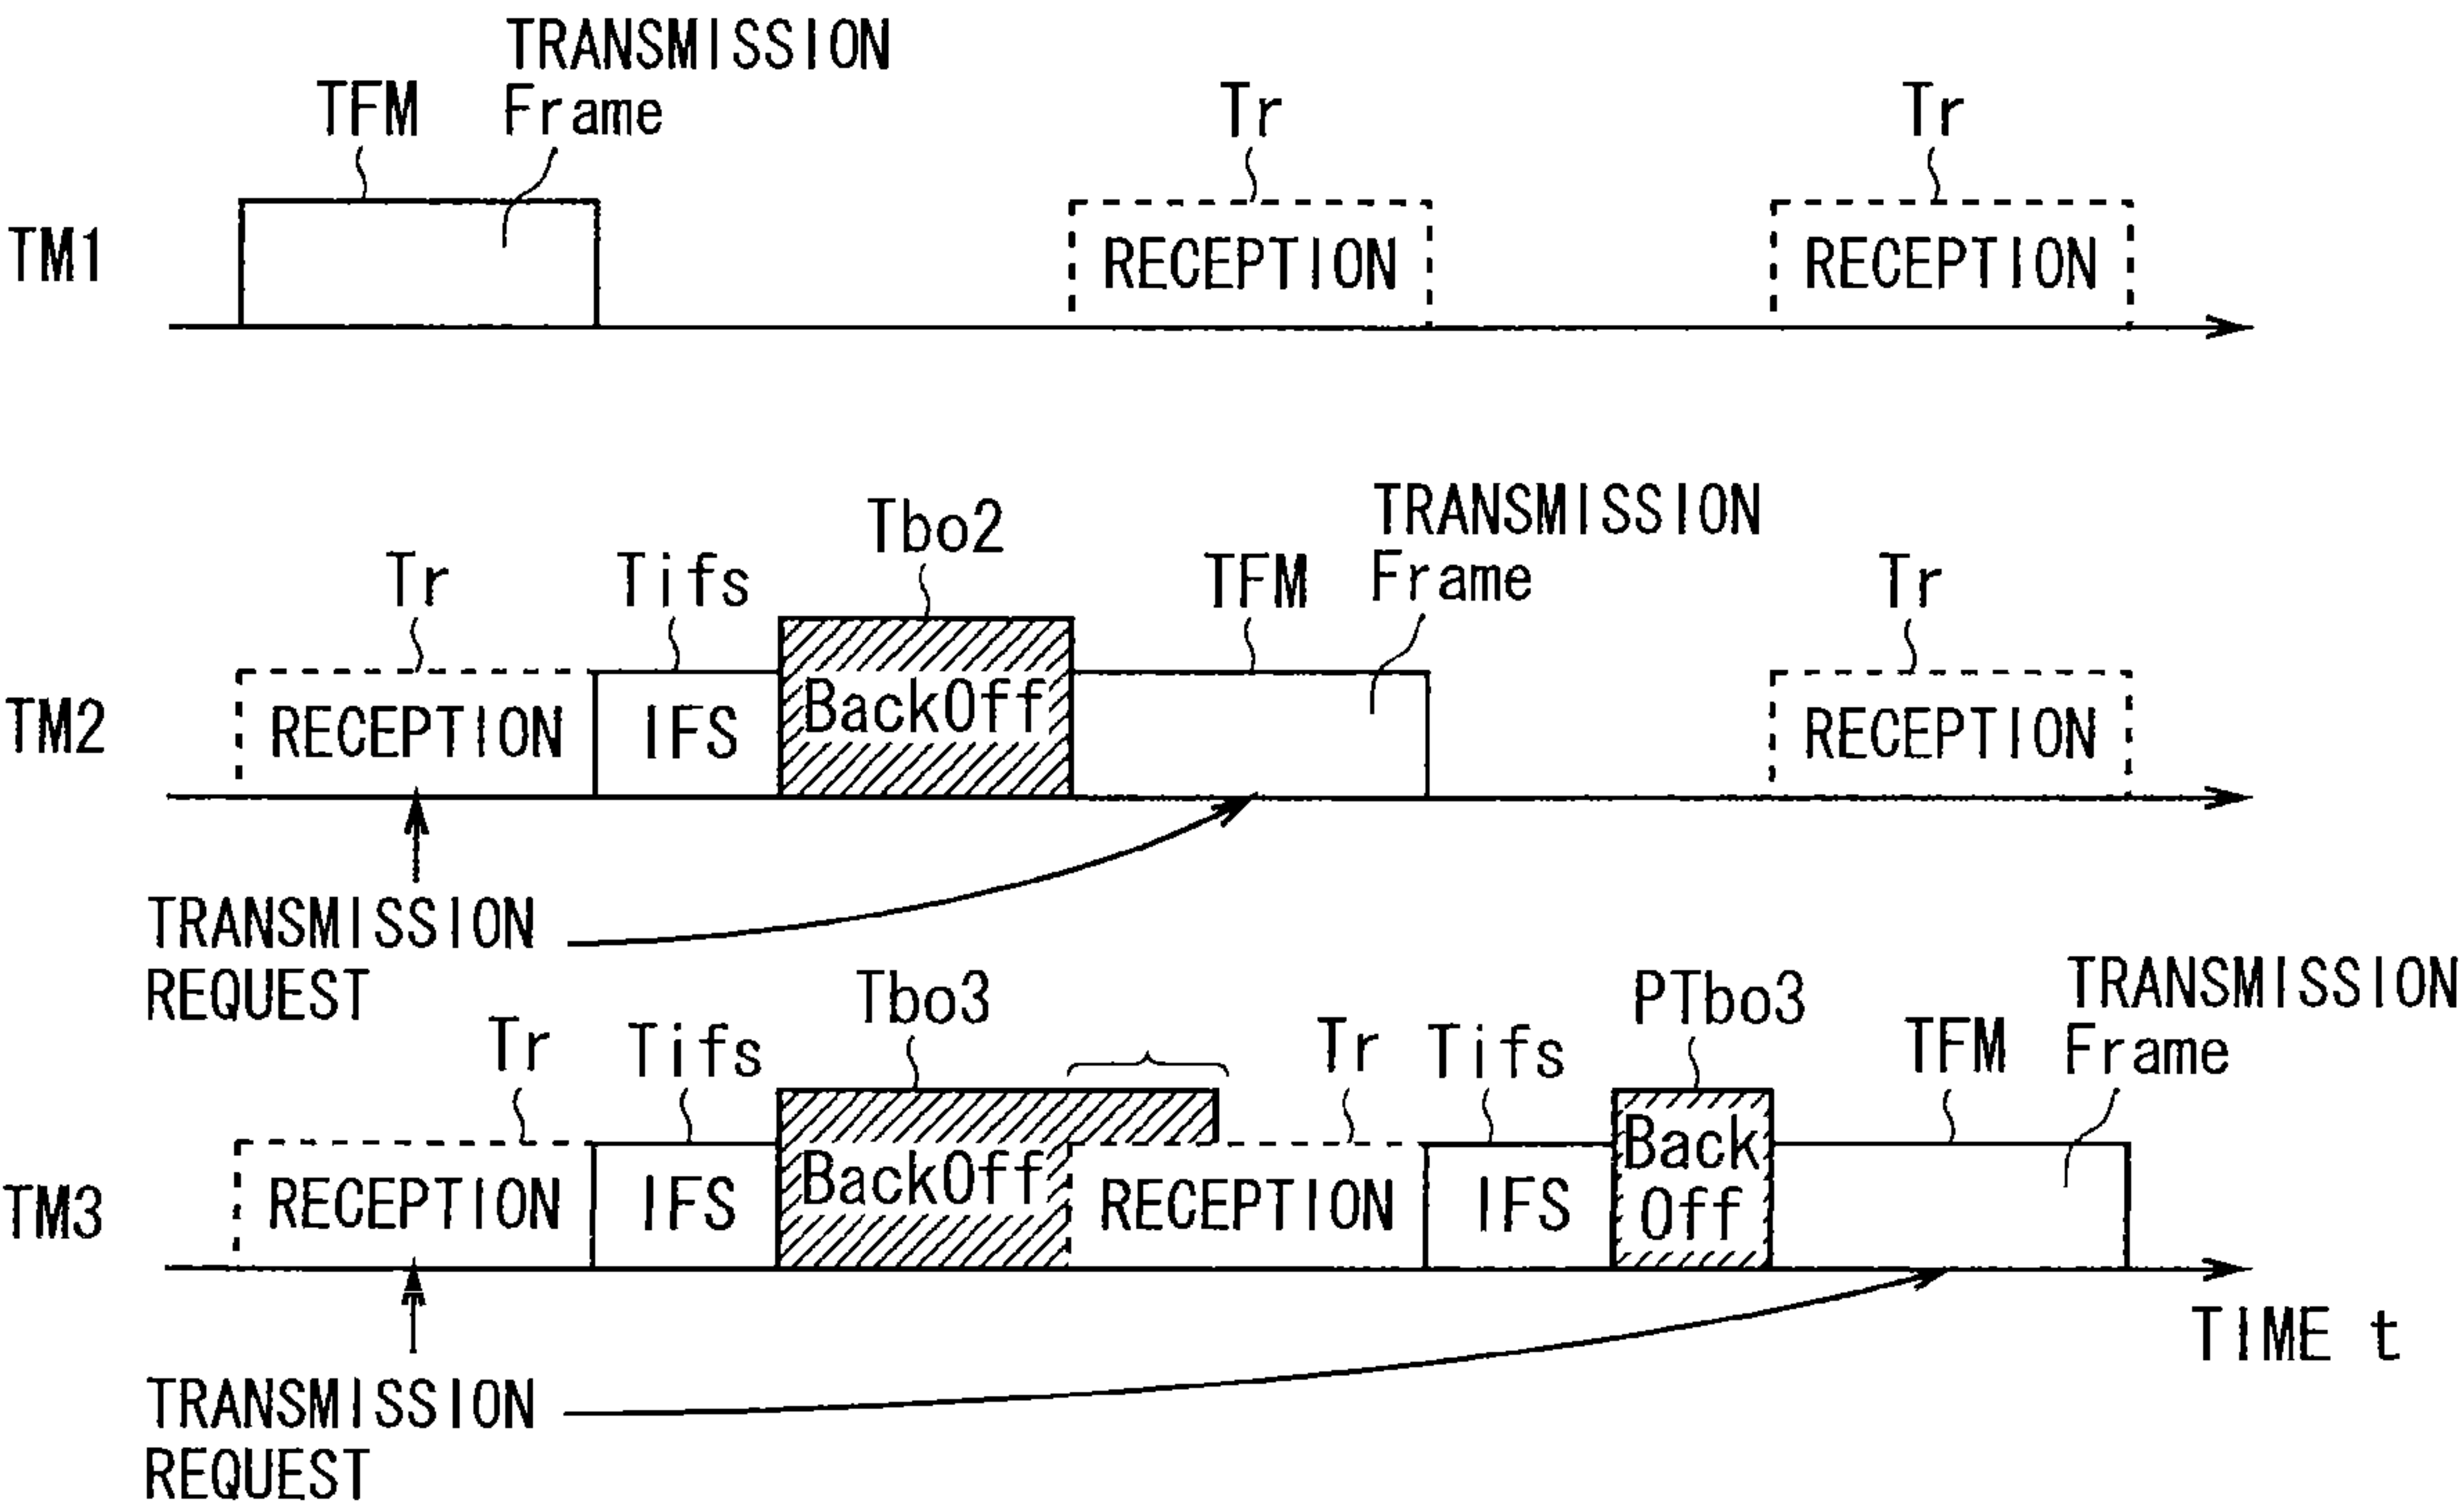 TRANSMISSION
TFM Frame Tr Tr
TM1 RECEPTION RECEPTION
Tbo2 TRANSMISSION
Tr Tifs TFM Frame Tr
TM2 RECEPTION IFS BackOff RECEPTION
TRANSMISSION
REQUEST
Tbo3 PTbo3 TRANSMISSION
Tr Tifs Tr Tifs TFM Frame
Back
TM3 RECEPTION IFS BackOff RECEPTION IFS Off
TIME t
TRANSMISSION
REQUEST